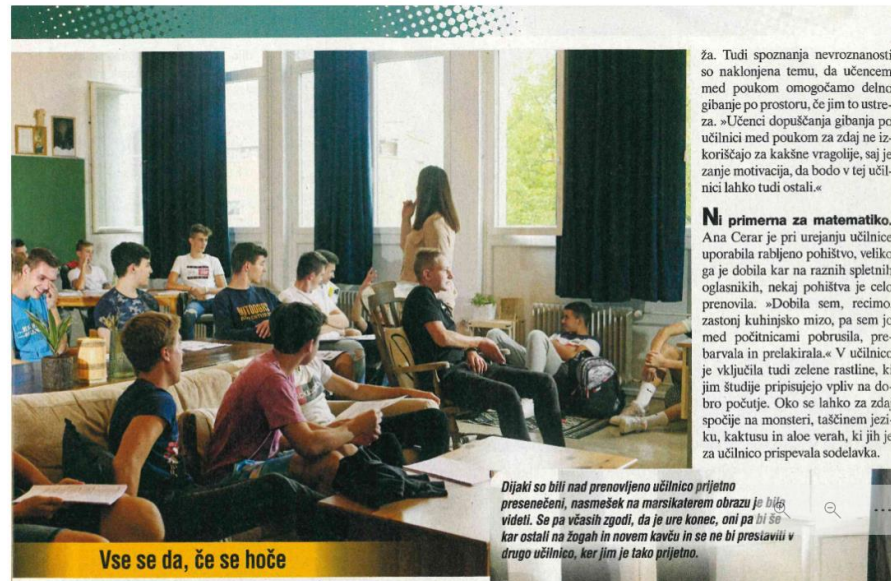 ža. Tudi spoznanja nevroznanosti
so naklonjena temu, da učencem
med poukom omogočamo delno
gibanje po prostoru, če jim to ustre-
za. »Učenci dopuščanja gibanja po
učilnici med poukom za zdaj ne iz-
koriščajo za kakšne vragolije, saj je
zanje motivacija, da bodo v tej učil-
nici lahko tudi ostali.«
Ni primerna za matematiko.
Ana Cerar je pri urejanju učilnice
uporabila rabljeno pohištvo, veliko
ga je dobila kar na raznih spletnih
oglasnikih, nekaj pohištva je celo
prenovila. »Dobila sem, recimo,
zastonj kuhinjsko mizo, pa sem jo
med počitnicami pobrusila, pre-
barvala in prelakirala.« V učilnico
je vključila tudi zelene rastline, ki
jim študije pripisujejo vpliv na do-
bro počutje. Oko se lahko za zdaj
spočije na monsteri, taščinem jezi-
ku, kaktusu in aloe verah, ki jih je
za učilnico prispevala sodelavka.
Dijaki so bili nad prenovljeno učilnico prijetno
presenečeni, nasmešek na marsikaterem obrazu je bilo
videti. Se pa včasih zgodi, da je ure konec, oni pa bi še
kar ostali na žogah in novem kavču in se ne bi prestaviti v
drugo učilnico, ker jim je tako prijetno.
Vse se da, če se hoče